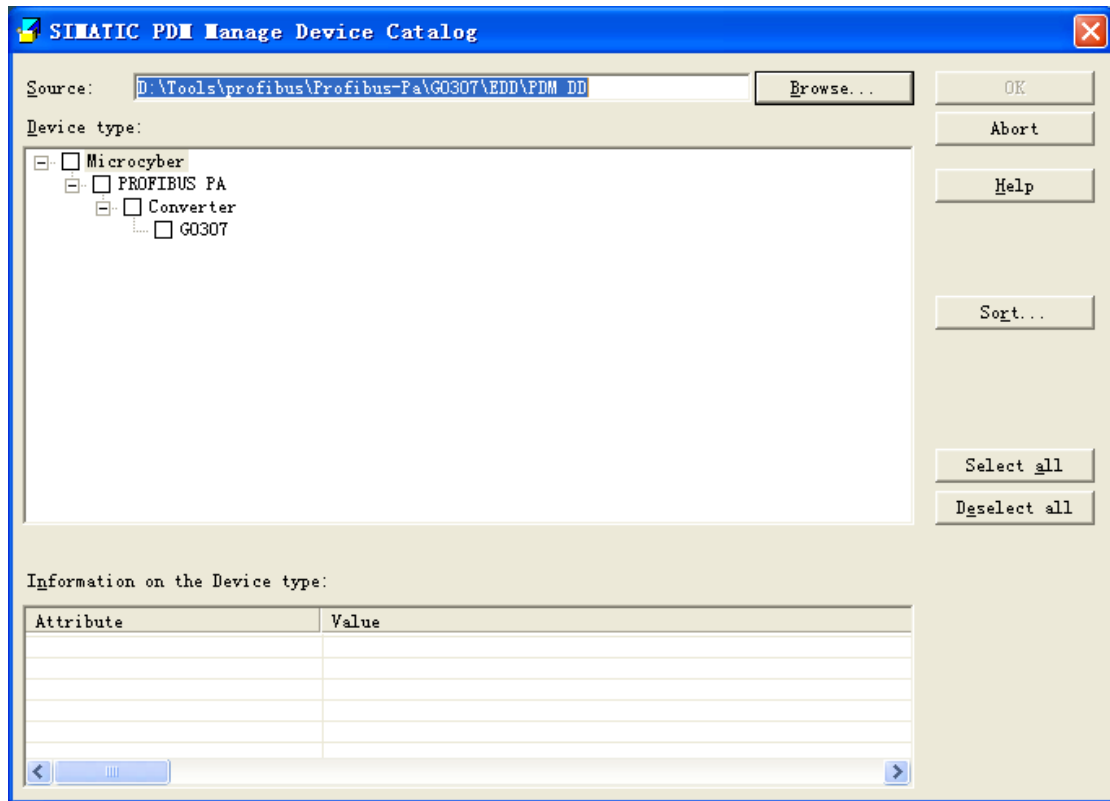 SIMATIC PDM Manage Device Catalog
Source: D:\Tools\profibus\Profibus-Pa\G0307\EDD\PDM DD Browse... OK
Device type: Abort
Microcyber
PROFIBUS PA Help
Converter
G0307
Sort...
Select all
Deselect all
Information on the Device type:
Attribute Value